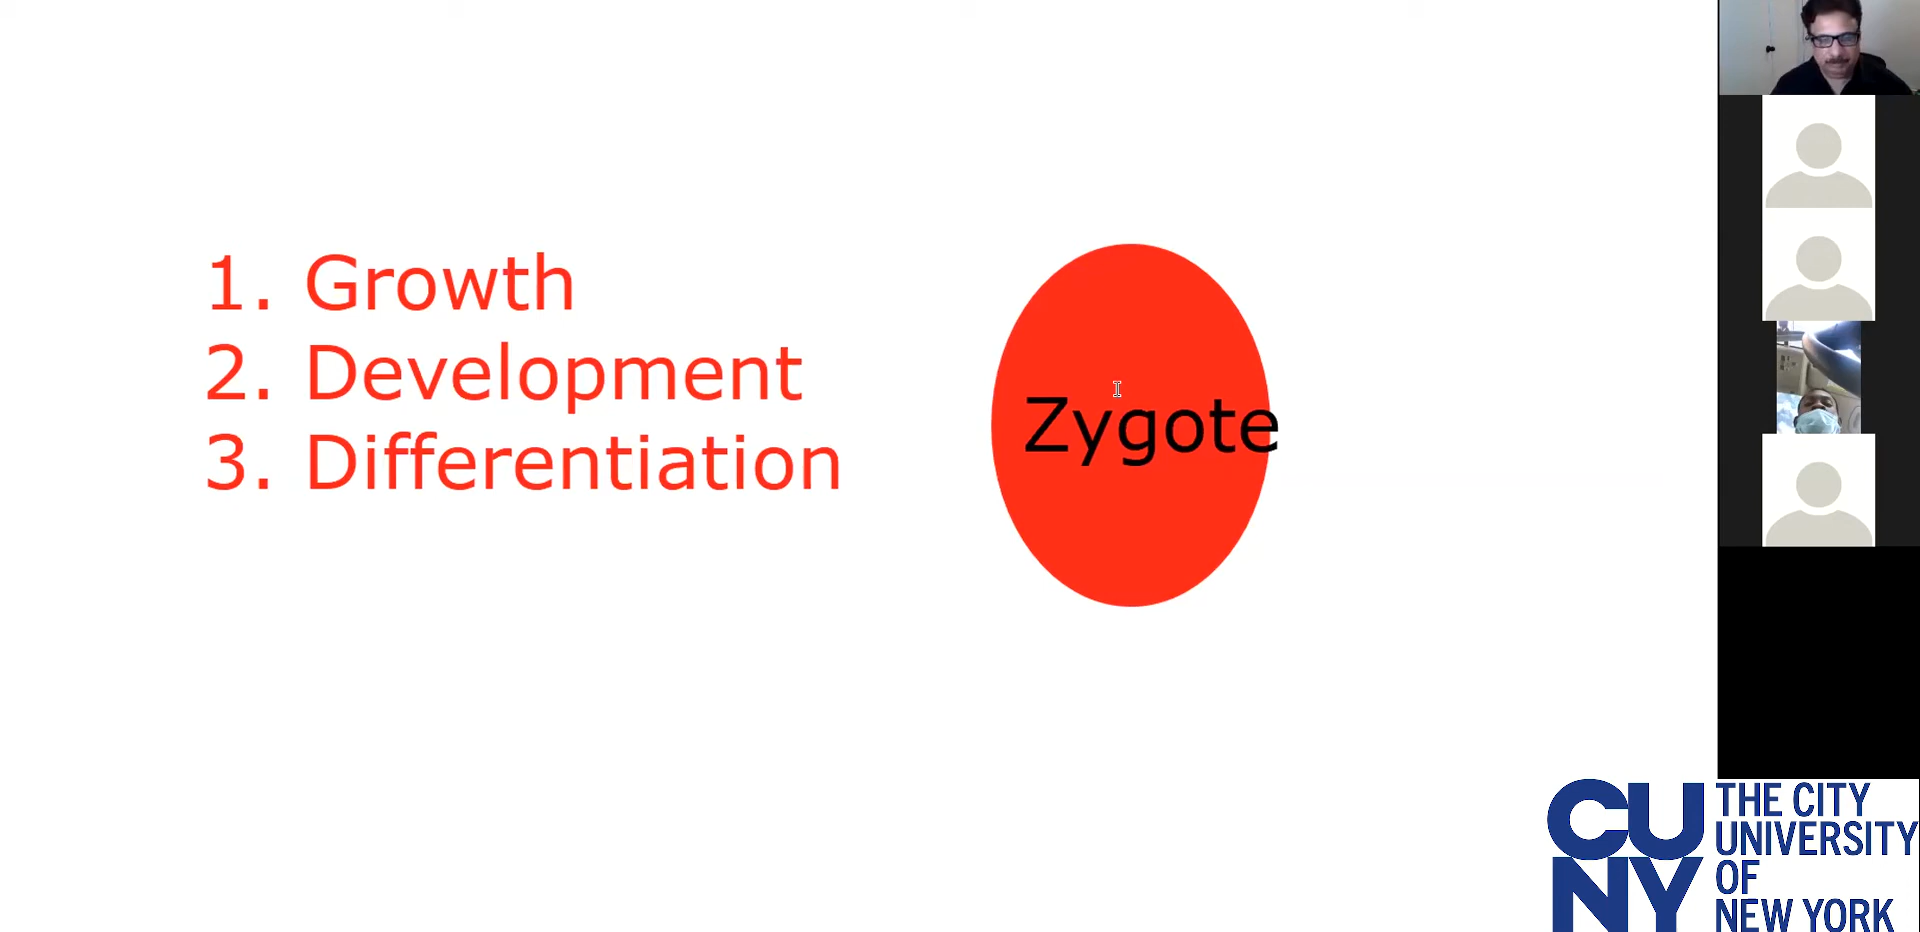 1. Growth
2. Development
3. Differentiation
Zygote
CU
NY
THE CITY
UNIVERSITY
OF
NEW YORK